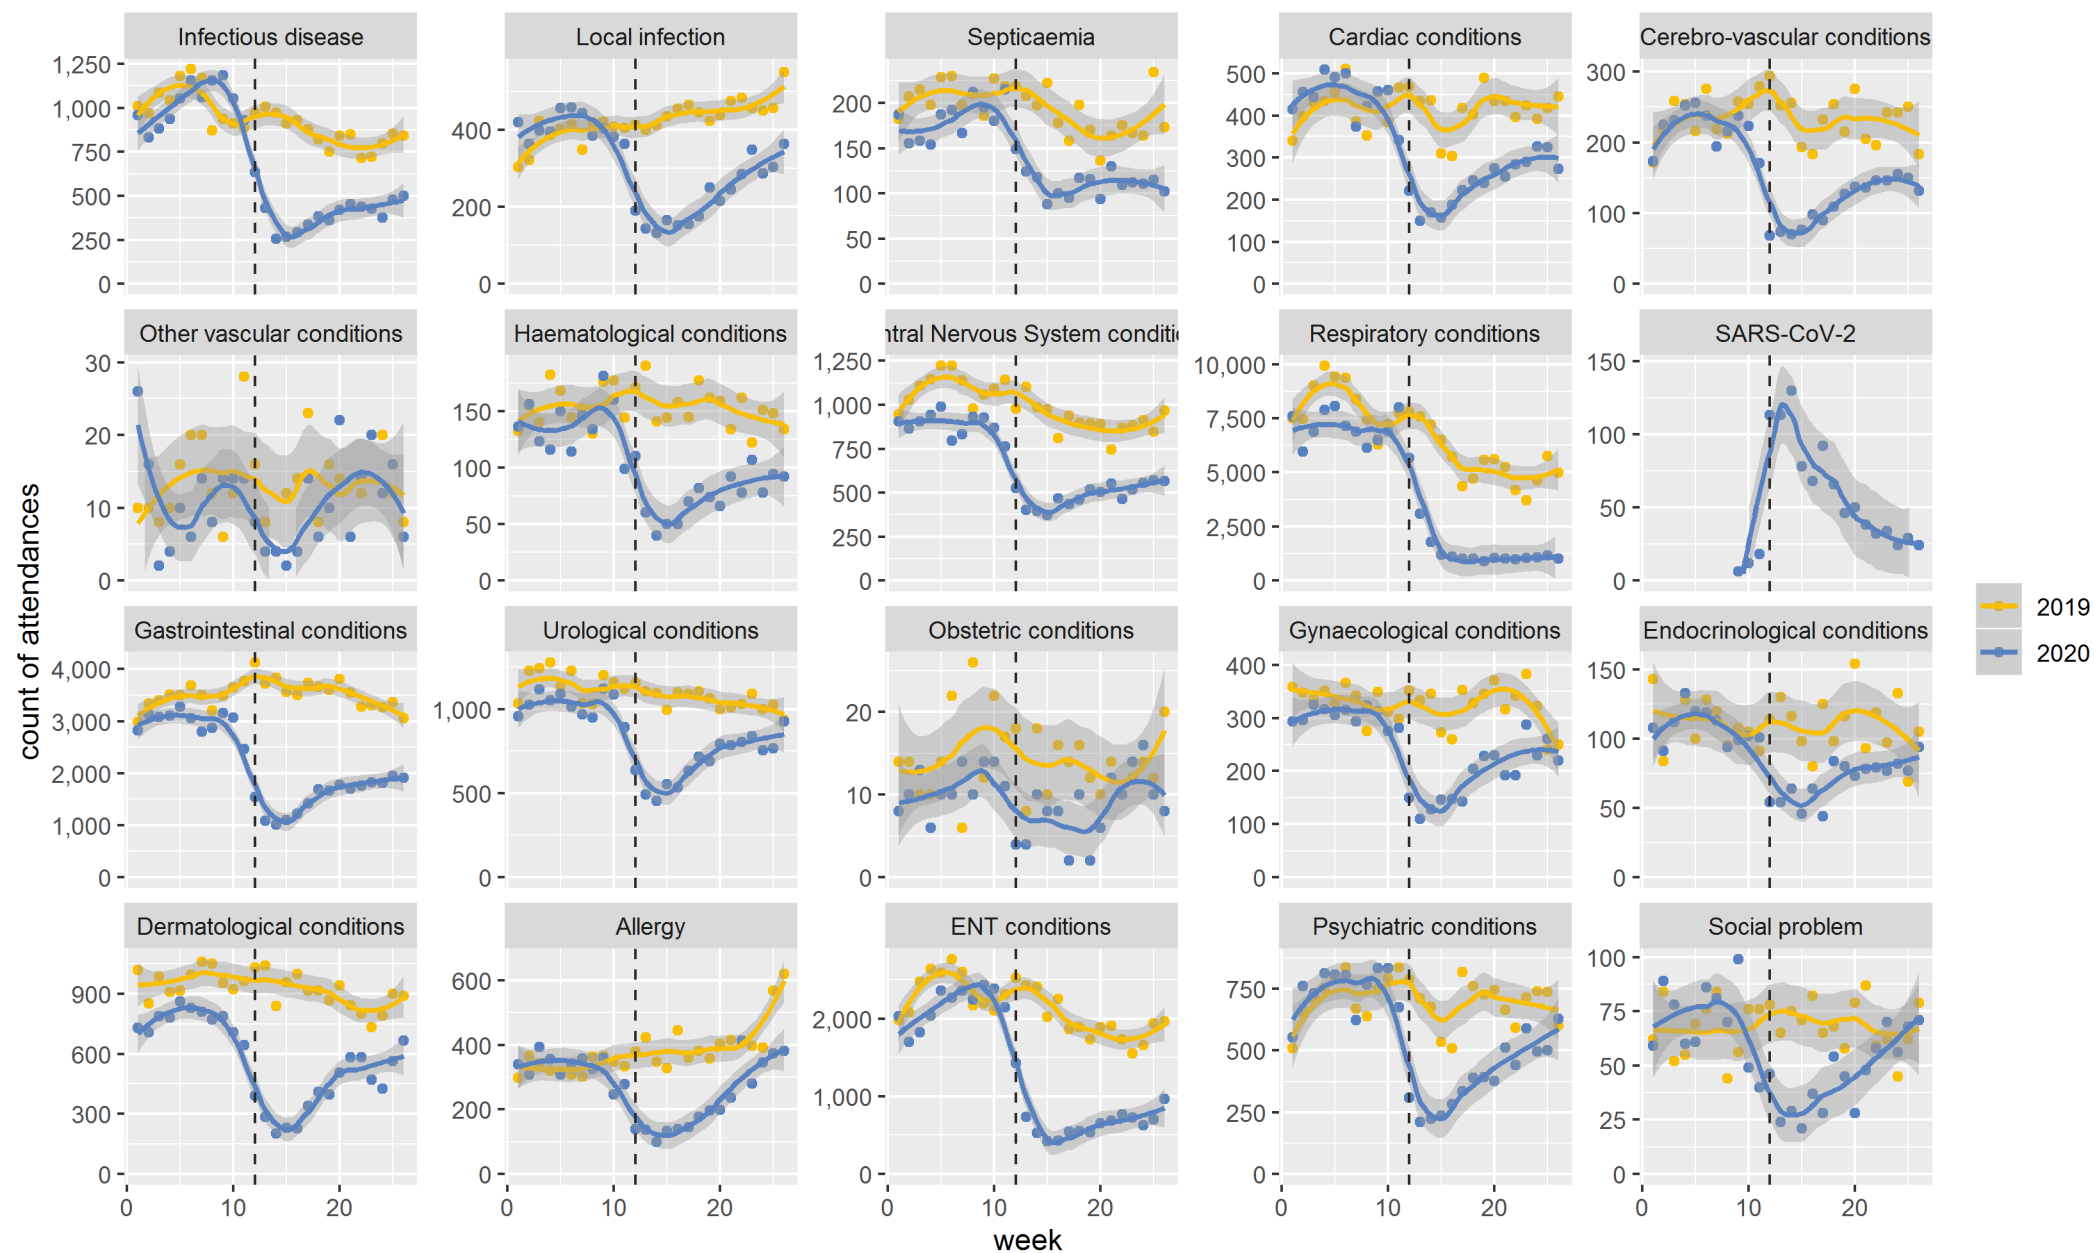 Infectious disease Local infection Septicaemia Cardiac conditions Cerebro-vascular conditions
1,250 1,000 750 500 250 0
400 200 0
200 150 100 50 0
500 400 300 200 100 0
300 200 100 0
Other vascular conditions Haematological conditions ntral Nervous System conditi Respiratory conditions SARS-CoV-2
30 20 10 0
150 100 50 0
1,250 1,000 750 500 250 0
10,000 7,500 5,000 2,500 0
150 100 50 0
count of attendances
2019
2020
Gastrointestinal conditions Urological conditions Obstetric conditions Gynaecological conditions Endocrinological conditions
4,000 3,000 2,000 1,000 0
1,000 500 0
20 10 0
400 300 200 100 0
150 100 50 0
Dermatological conditions Allergy ENT conditions Psychiatric conditions Social problem
900 600 300 0
600 400 200 0
2,000 1,000 0
750 500 250 0
100 75 50 25 0
0 10 20 0 10 20 0 10 20 0 10 20 0 10 20
week